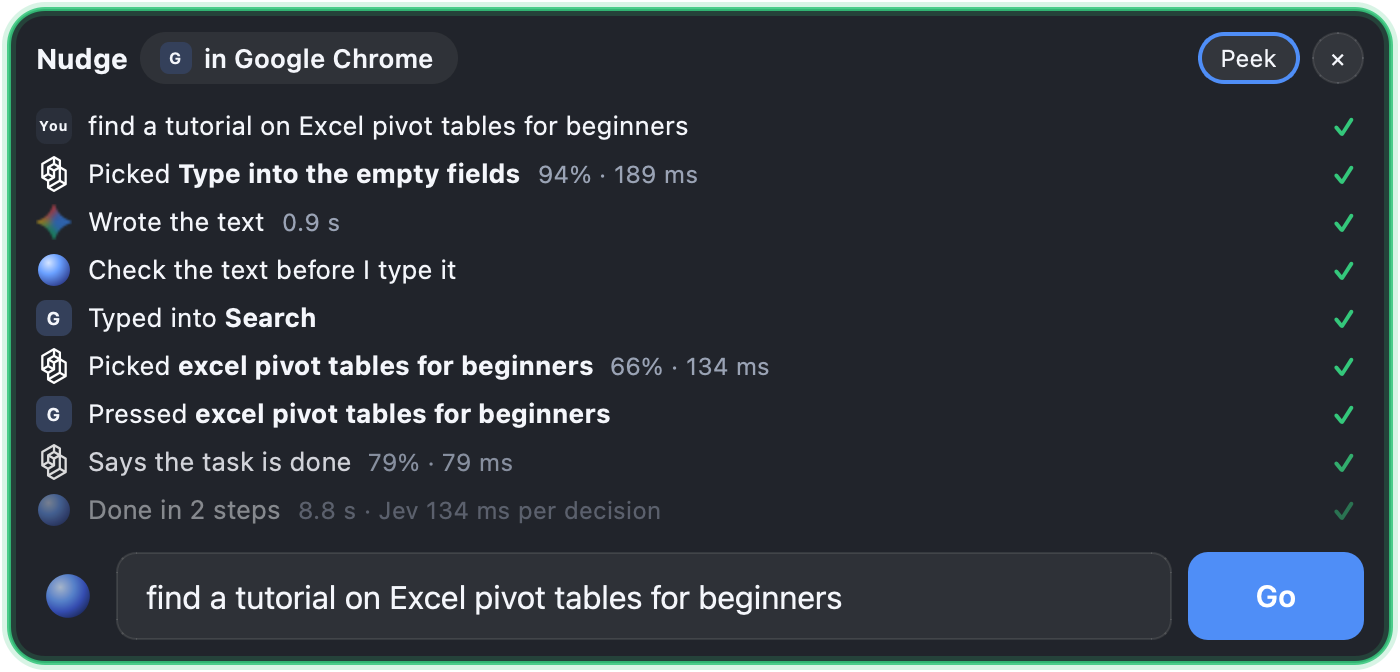 Nudge G in Google Chrome Peek ×
You find a tutorial on Excel pivot tables for beginners
Picked Type into the empty fields 94% · 189 ms
Wrote the text 0.9 s
Check the text before I type it
G Typed into Search
Picked excel pivot tables for beginners 66% · 134 ms
G Pressed excel pivot tables for beginners
Says the task is done 79% · 79 ms
Done in 2 steps 8.8 s · Jev 134 ms per decision
find a tutorial on Excel pivot tables for beginners Go